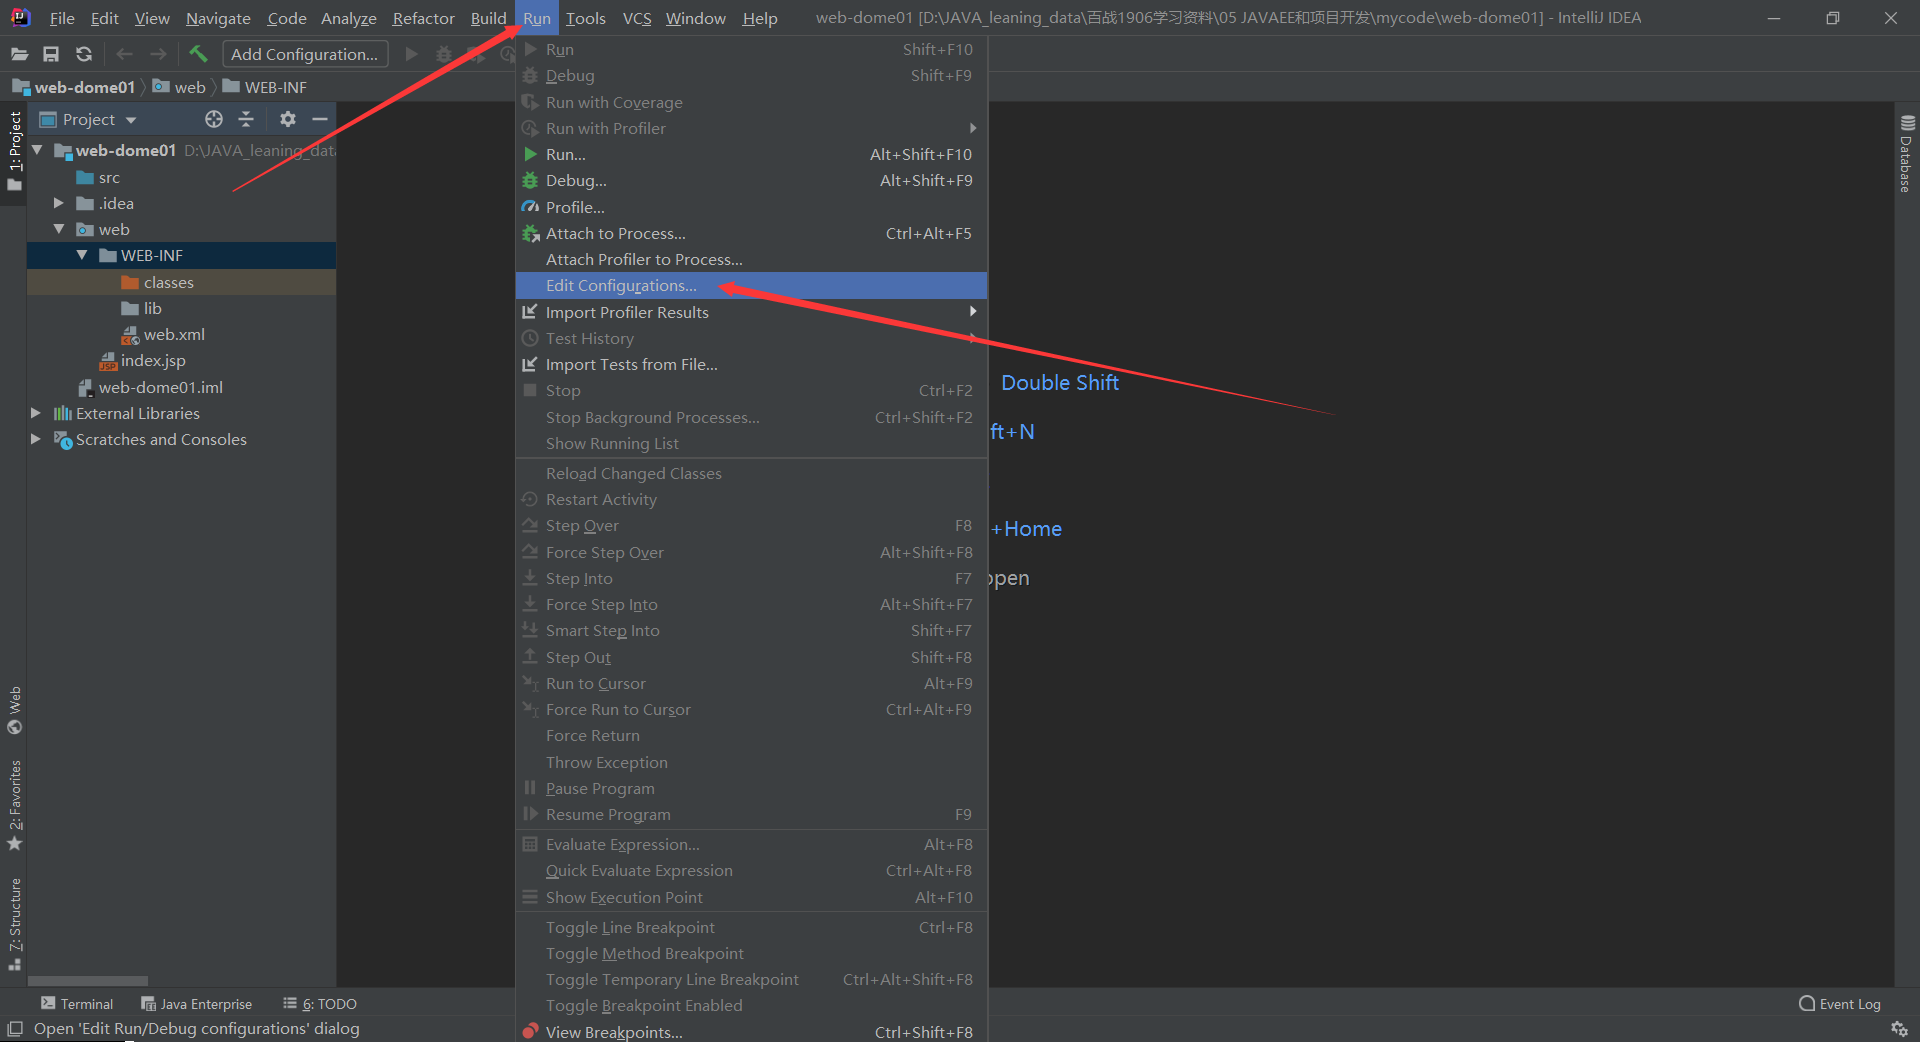 File Edit View Navigate Code Analyze Refactor Build Run Tools VCS Window Help web-dome01 [D:\JAVA_leaning_data\百战1906学习资料\05 JAVAEE和项目开发\mycode\web-dome01] - IntelliJ IDEA
Add Configuration...
web-dome01 web WEB-INF
Project
1: Project
web-dome01 D:\JAVA_leaning_data
src
.idea
web
WEB-INF
classes
lib
web.xml
index.jsp
web-dome01.iml
External Libraries
Scratches and Consoles
Run Shift+F10
Debug Shift+F9
Run with Coverage
Run with Profiler
Run... Alt+Shift+F10
Debug... Alt+Shift+F9
Profile...
Attach to Process... Ctrl+Alt+F5
Attach Profiler to Process...
Edit Configurations...
Import Profiler Results
Test History
Import Tests from File...
Stop Ctrl+F2
Stop Background Processes... Ctrl+Shift+F2
Show Running List
Reload Changed Classes
Restart Activity
Step Over F8
Force Step Over Alt+Shift+F8
Step Into F7
Force Step Into Alt+Shift+F7
Smart Step Into Shift+F7
Step Out Shift+F8
Run to Cursor Alt+F9
Force Run to Cursor Ctrl+Alt+F9
Force Return
Throw Exception
Pause Program
Resume Program F9
Evaluate Expression... Alt+F8
Quick Evaluate Expression Ctrl+Alt+F8
Show Execution Point Alt+F10
Toggle Line Breakpoint Ctrl+F8
Toggle Method Breakpoint
Toggle Temporary Line Breakpoint Ctrl+Alt+Shift+F8
Toggle Breakpoint Enabled
View Breakpoints... Ctrl+Shift+F8
Double Shift
ft+N
+Home
open
Database
Web
2: Favorites
7: Structure
Terminal Java Enterprise 6: TODO Event Log
Open 'Edit Run/Debug configurations' dialog